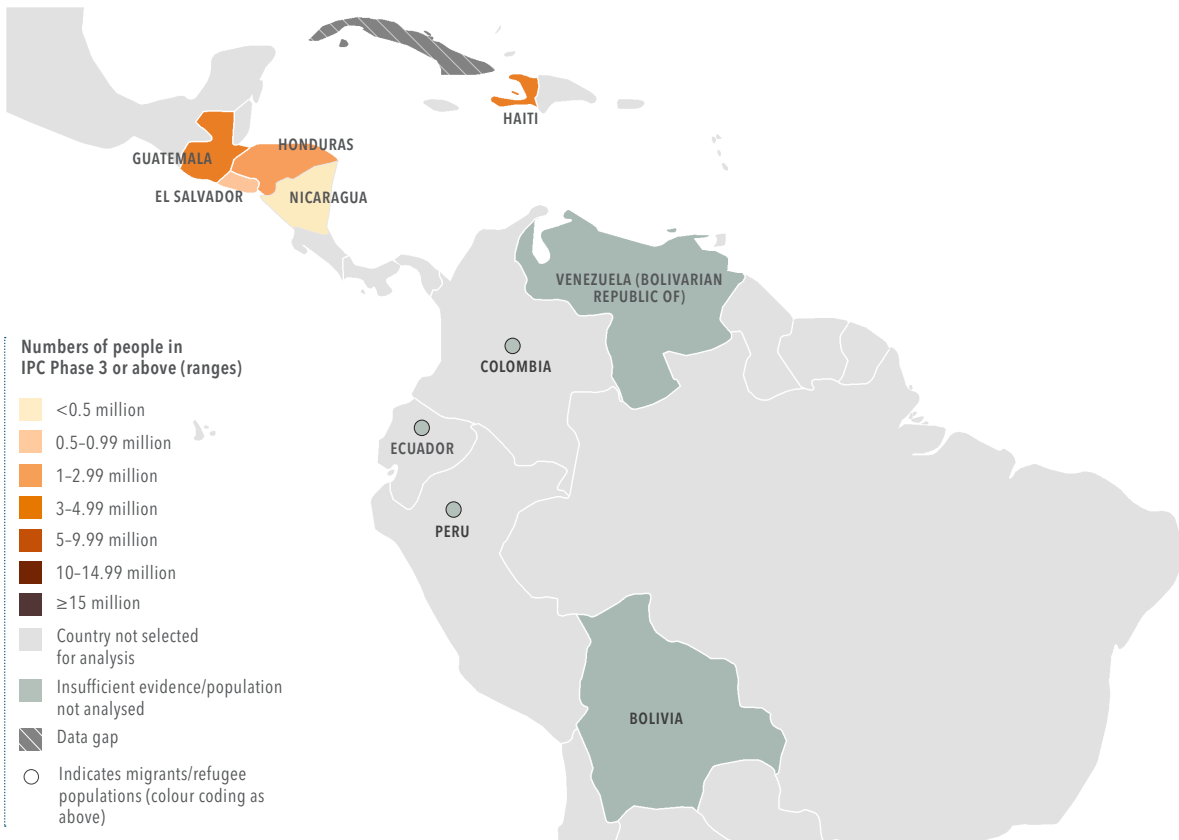 HAITI
HONDURAS
GUATEMALA
EL SALVADOR
NICARAGUA
VENEZUELA (BOLIVARIAN
REPUBLIC OF)
COLOMBIA
ECUADOR
PERU
BOLIVIA
Numbers of people in
IPC Phase 3 or above (ranges)
<0.5 million
0.5–0.99 million
1–2.99 million
3–4.99 million
5–9.99 million
10–14.99 million
≥15 million
Country not selected
for analysis
Insufficient evidence/population
not analysed
Data gap
Indicates migrants/refugee
populations (colour coding as
above)